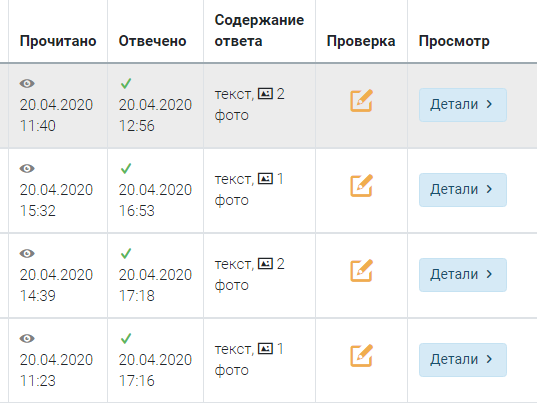 Прочитано Отвечено Содержание ответа Проверка Просмотр
20.04.2020 11:40 20.04.2020 12:56 текст, 2 фото Детали
20.04.2020 15:32 20.04.2020 16:53 текст, 1 фото Детали
20.04.2020 14:39 20.04.2020 17:18 текст, 2 фото Детали
20.04.2020 11:23 20.04.2020 17:16 текст, 1 фото Детали